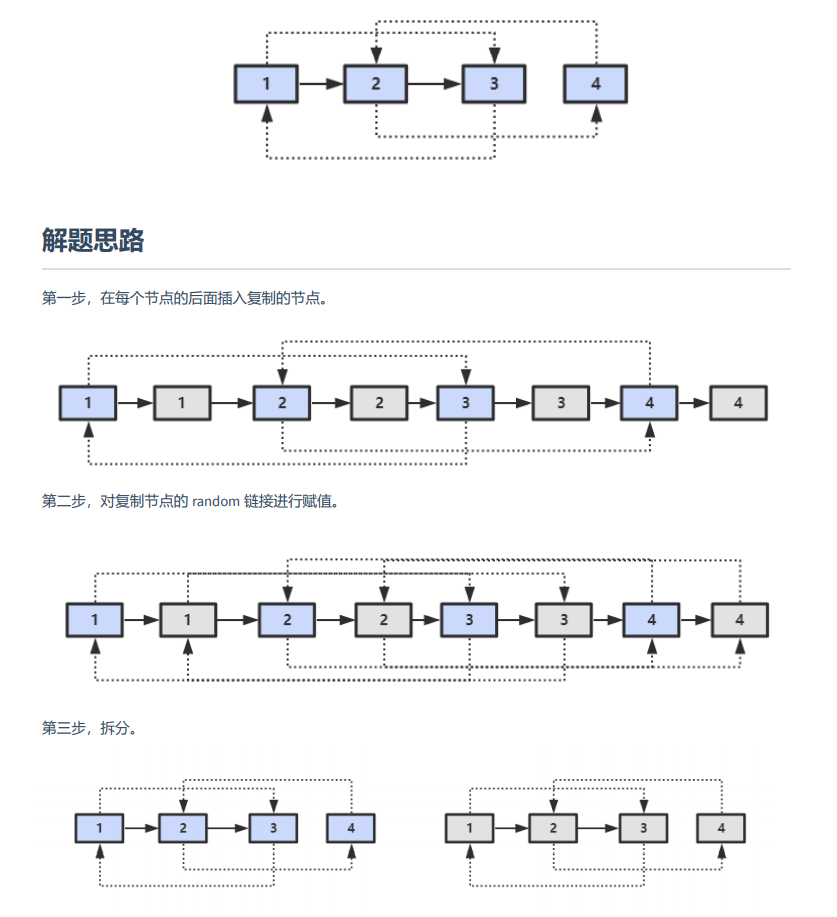 1 2 3 4
解题思路
第一步，在每个节点的后面插入复制的节点。
1 1 2 2 3 3 4 4
第二步，对复制节点的 random 链接进行赋值。
1 1 2 2 3 3 4 4
第三步，拆分。
1 2 3 4 1 2 3 4